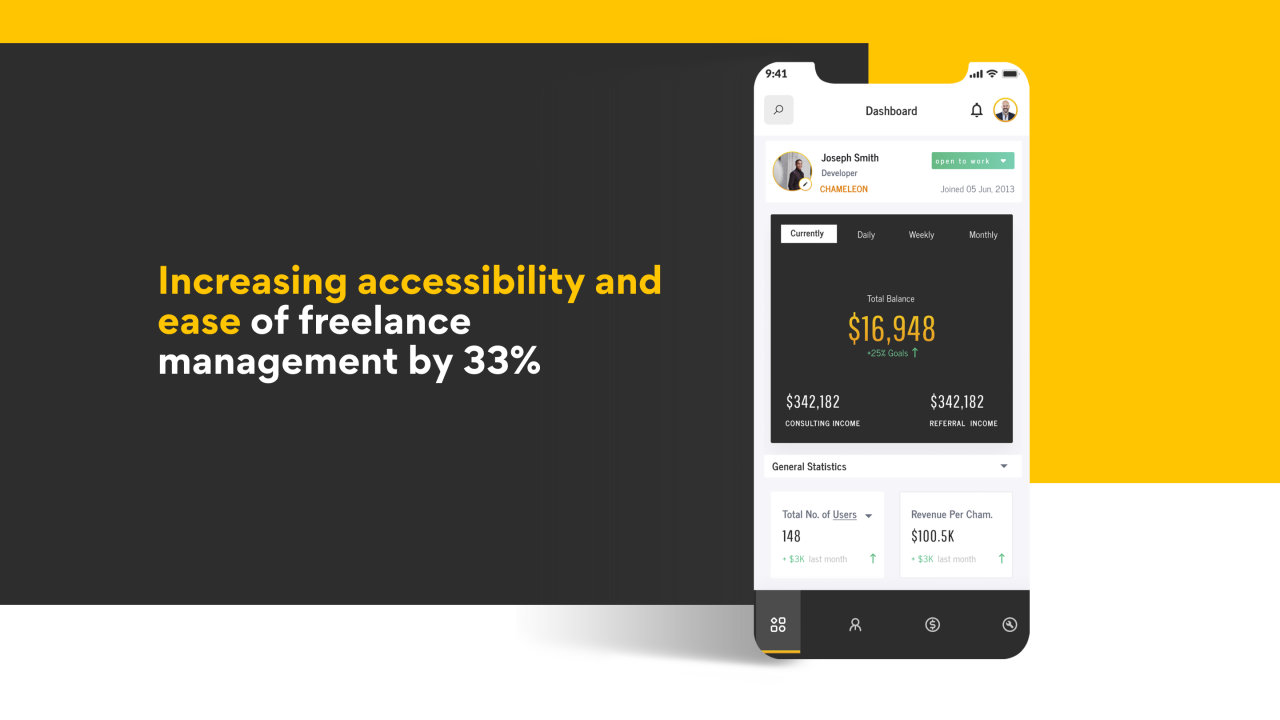 Increasing accessibility and
ease of freelance
management by 33%
9:41
Dashboard
Joseph Smith
open to work
Developer
CHAMELEON
Joined 05 Jun, 2013
Currently Daily Weekly Monthly
Total Balance
$16,948
+25% Goals ↑
$342,182 $342,182
CONSULTING INCOME REFERRAL INCOME
General Statistics
Total No. of Users Revenue Per Cham.
148 $100.5K
+ $3K last month ↑ + $3K last month ↑